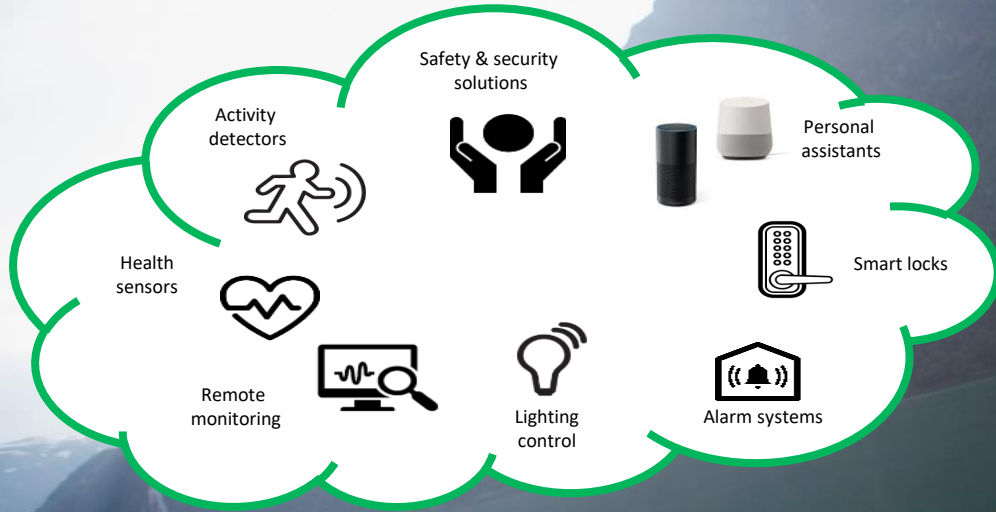 Safety & security
solutions
Activity
detectors
Personal
assistants
Health
sensors
Smart locks
Remote
monitoring
Lighting
control
Alarm systems